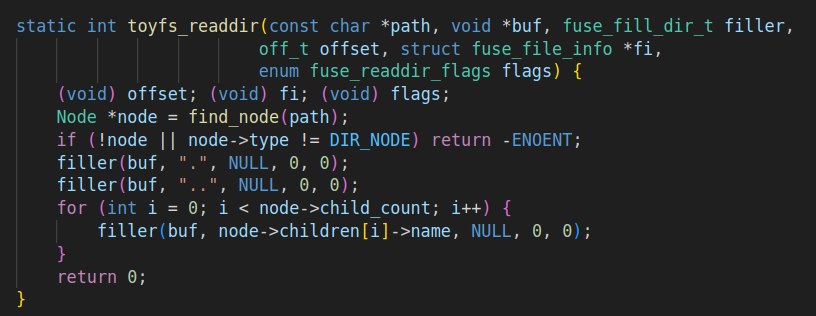 static int toyfs_readdir(const char *path, void *buf, fuse_fill_dir_t filler,
                         off_t offset, struct fuse_file_info *fi,
                         enum fuse_readdir_flags flags) {
    (void) offset; (void) fi; (void) flags;
    Node *node = find_node(path);
    if (!node || node->type != DIR_NODE) return -ENOENT;
    filler(buf, ".", NULL, 0, 0);
    filler(buf, "..", NULL, 0, 0);
    for (int i = 0; i < node->child_count; i++) {
        filler(buf, node->children[i]->name, NULL, 0, 0);
    }
    return 0;
}